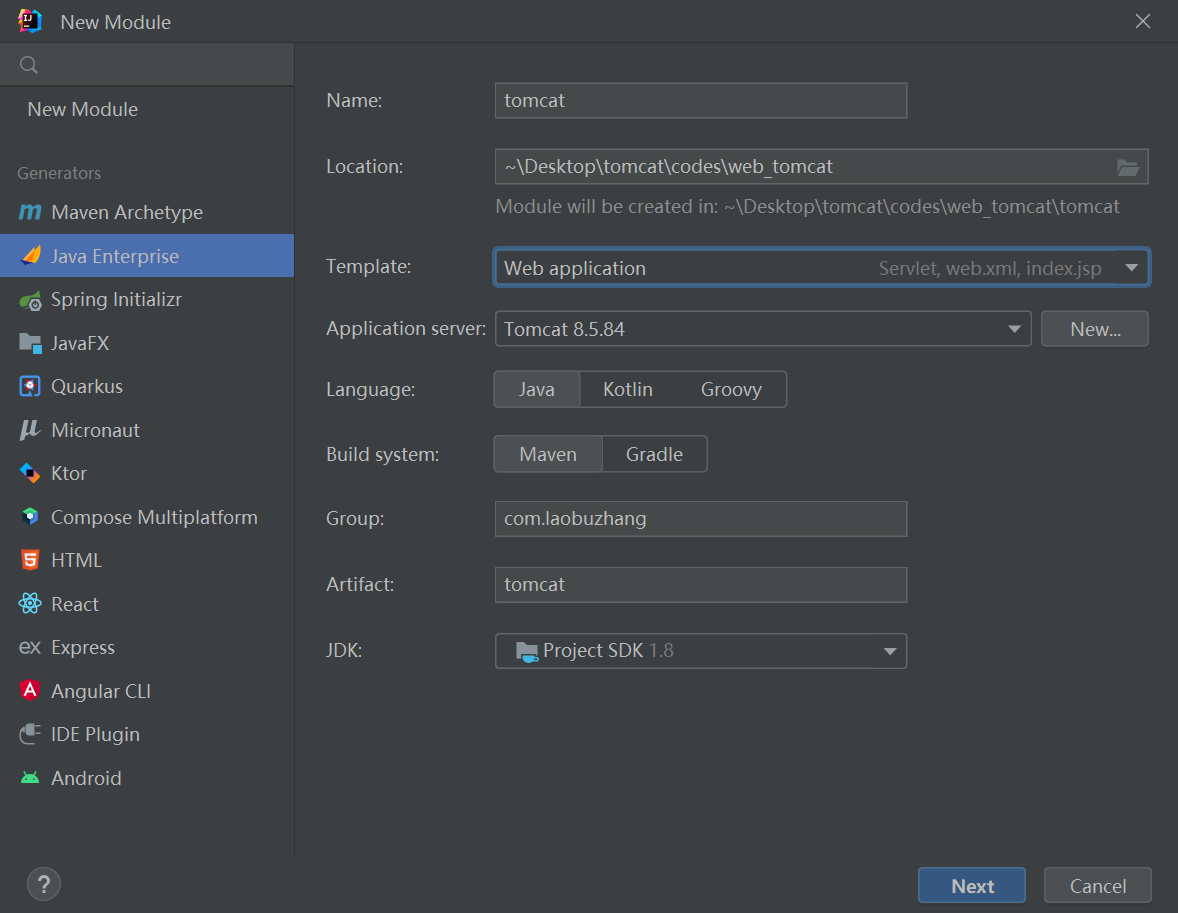 New Module
New Module
Generators
Maven Archetype
Java Enterprise
Spring Initializr
JavaFX
Quarkus
Micronaut
Ktor
Compose Multiplatform
HTML
React
Express
Angular CLI
IDE Plugin
Android
Name: tomcat
Location: ~\Desktop\tomcat\codes\web_tomcat
Module will be created in: ~\Desktop\tomcat\codes\web_tomcat\tomcat
Template: Web application Servlet, web.xml, index.jsp
Application server: Tomcat 8.5.84 New...
Language: Java Kotlin Groovy
Build system: Maven Gradle
Group: com.laobuzhang
Artifact: tomcat
JDK: Project SDK 1.8
? Next Cancel